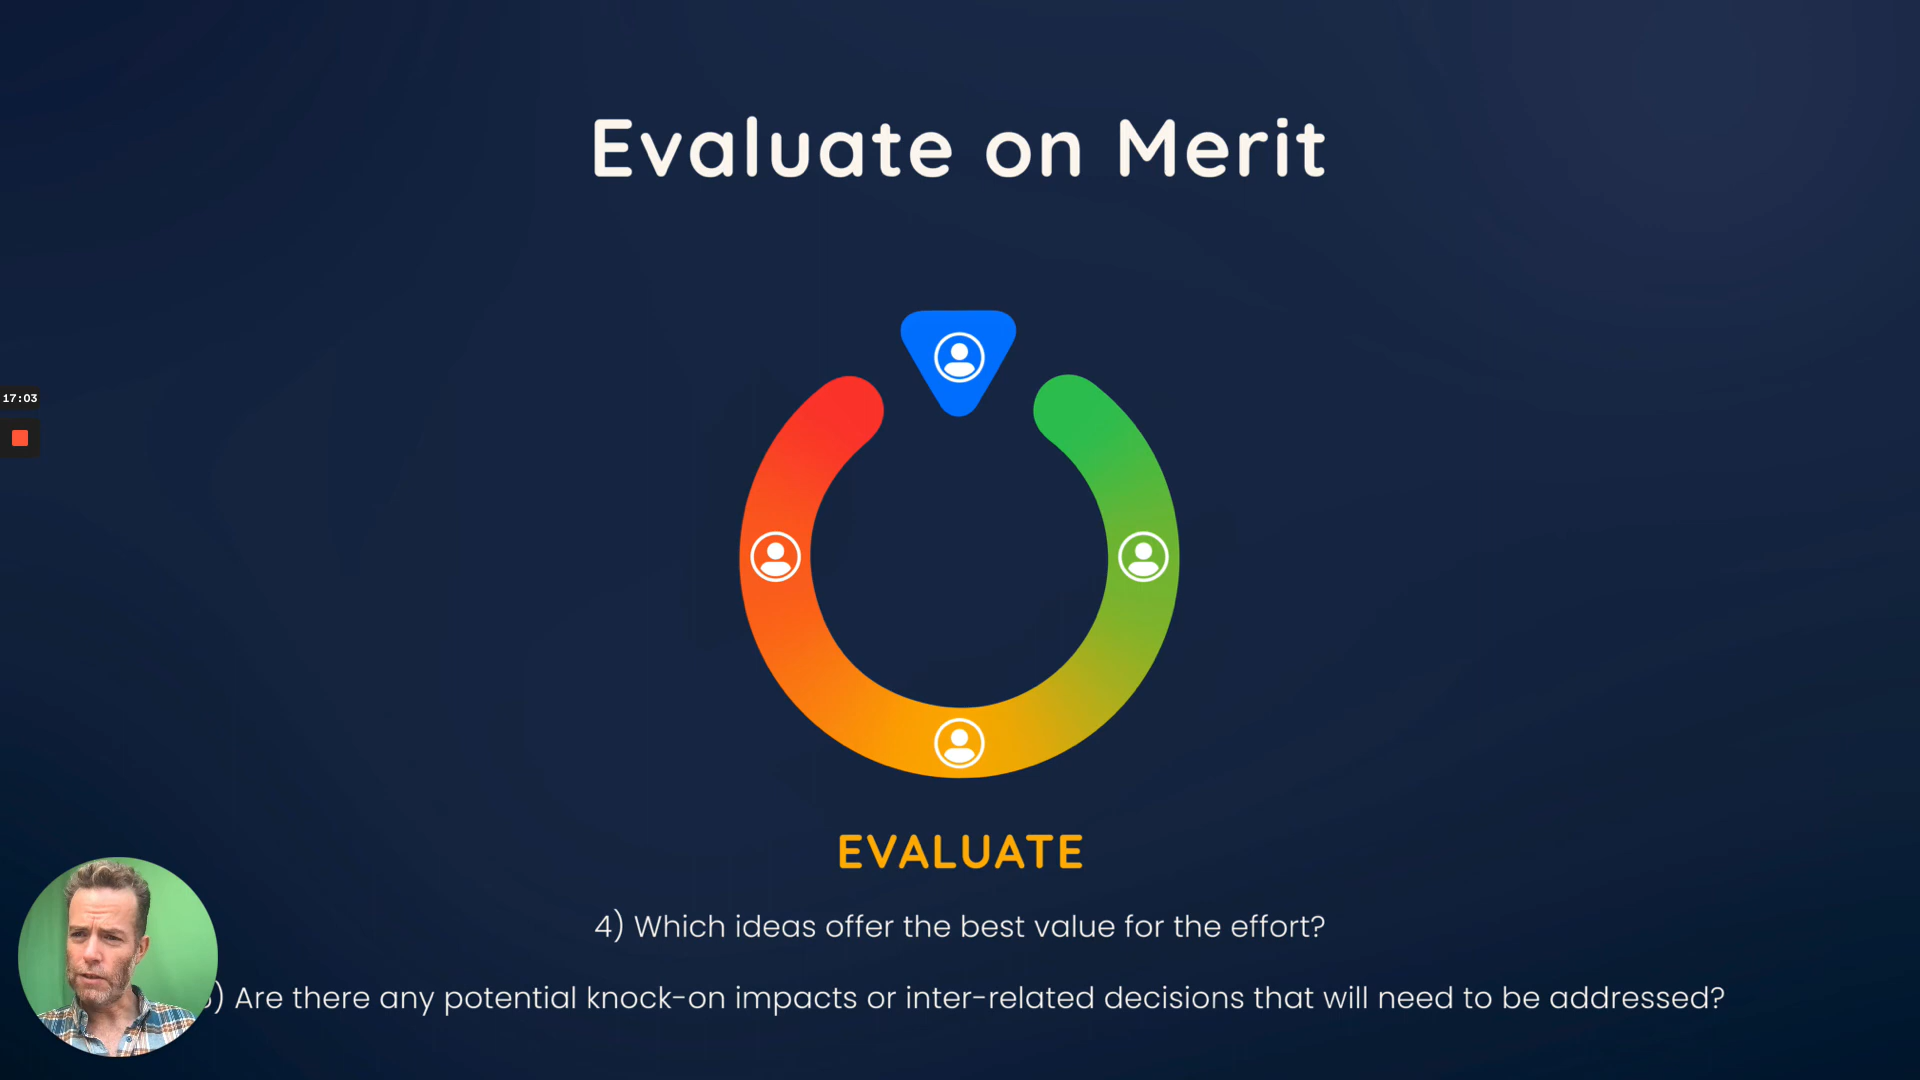 Evaluate on Merit
17:03
EVALUATE
4) Which ideas offer the best value for the effort?
) Are there any potential knock-on impacts or inter-related decisions that will need to be addressed?